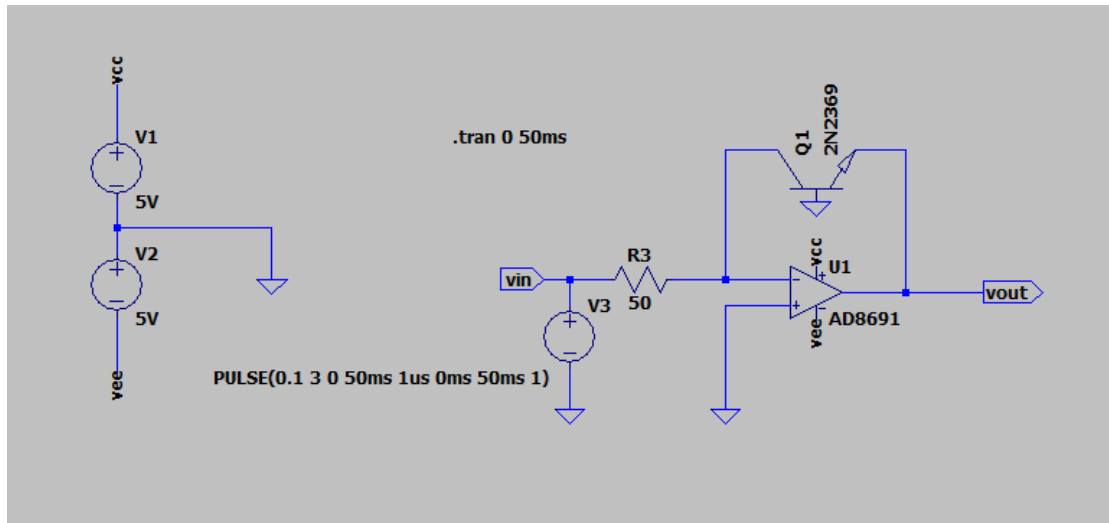 vcc
V1
5V
V2
5V
vee
.tran 0 50ms
Q1
2N2369
vin
R3
50
V3
PULSE(0.1 3 0 50ms 1us 0ms 50ms 1)
vcc
U1
AD8691
vee
vout